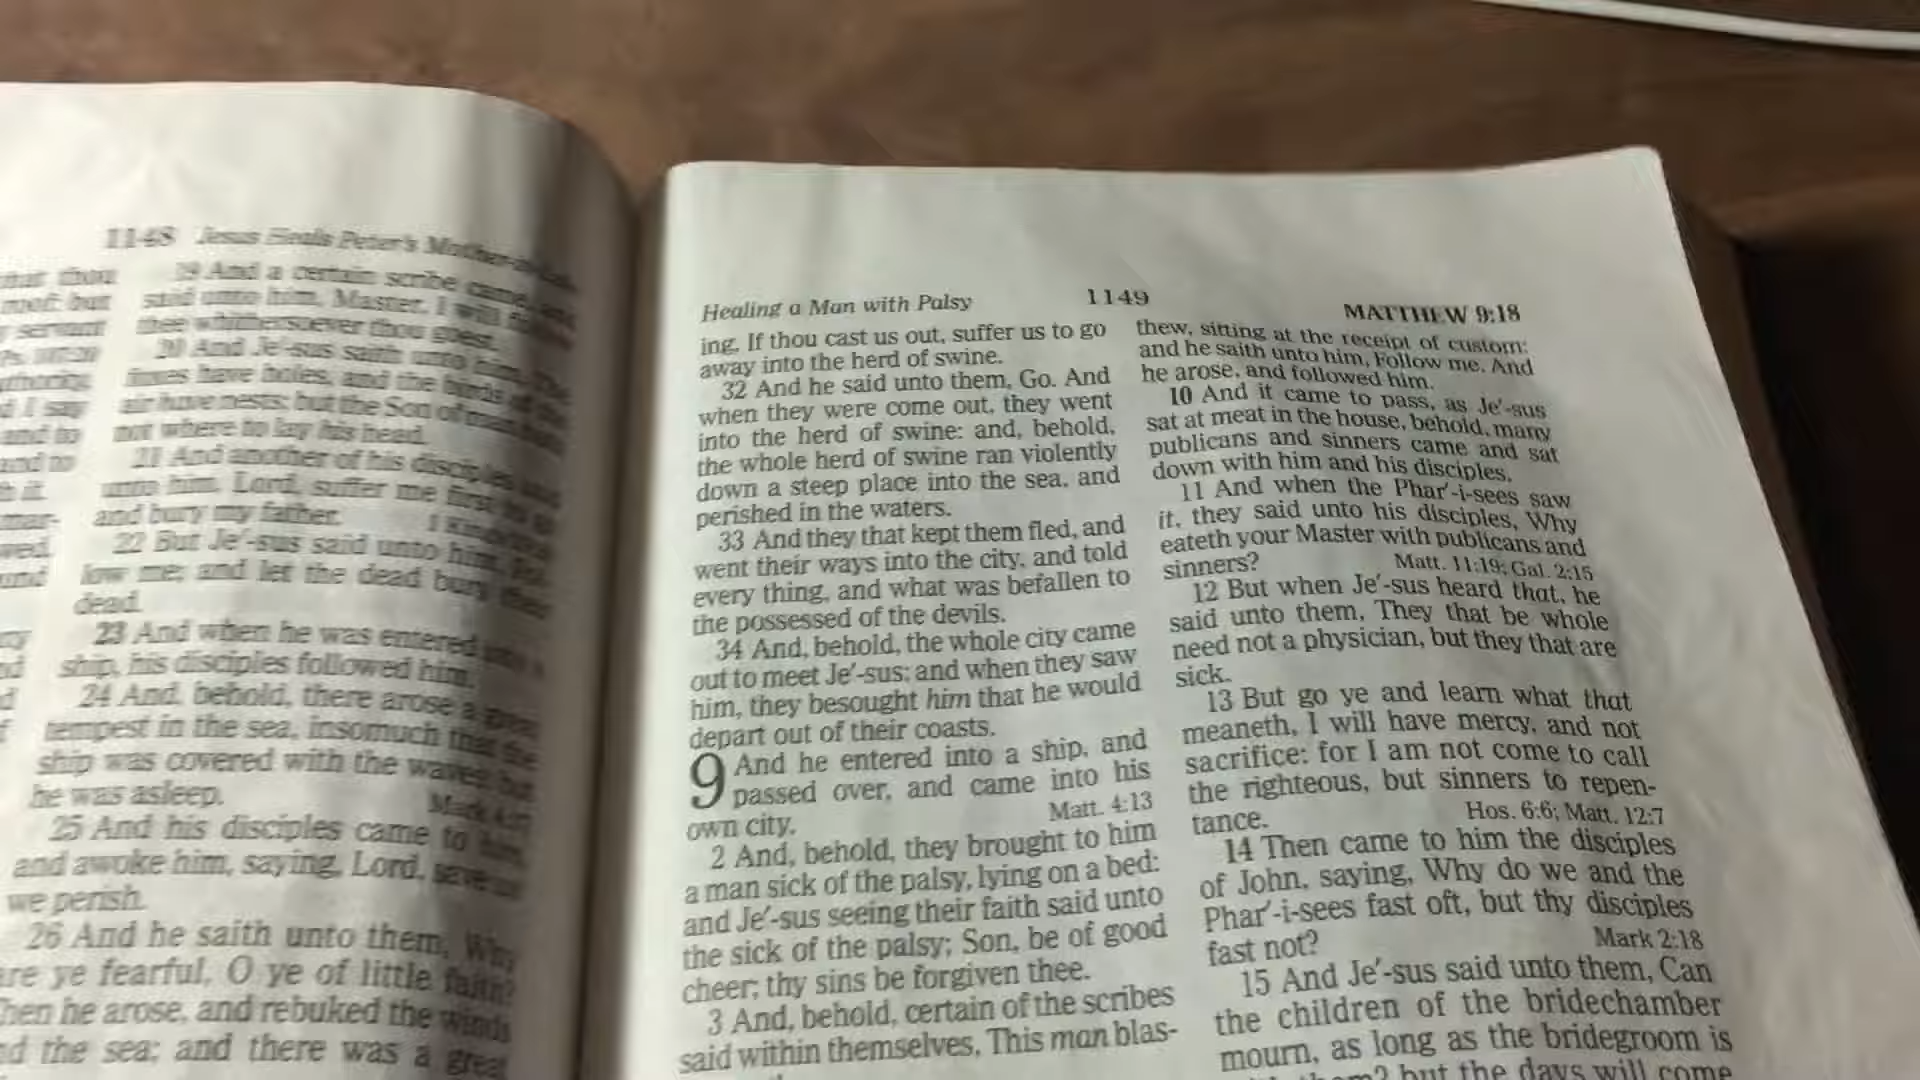 1148 Jesus Heals Peter's
19 And a certain scribe came, and
said unto him, Master, I will
thee whithersoever thou goest.
20 And Je'-sus saith unto him, The
foxes have holes, and the birds of the
air have nests; but the Son of man
not where to lay his head.
21 And another of his disciples said
unto him, Lord, suffer me first to go
and bury my father.
22 But Je'-sus said unto him, Fol-
low me; and let the dead bury their
dead.
23 And when he was entered into a
ship, his disciples followed him.
24 And, behold, there arose a great
tempest in the sea, insomuch that the
ship was covered with the waves: but
he was asleep.
25 And his disciples came to him,
and awoke him, saying, Lord, save us:
we perish.
26 And he saith unto them, Why
are ye fearful, O ye of little faith?
Then he arose, and rebuked the winds
and the sea; and there was a great
Healing a Man with Palsy
1149
MATTHEW 9:18
ing, If thou cast us out, suffer us to go
away into the herd of swine.
32 And he said unto them, Go. And
when they were come out, they went
into the herd of swine: and, behold,
the whole herd of swine ran violently
down a steep place into the sea, and
perished in the waters.
33 And they that kept them fled, and
went their ways into the city, and told
every thing, and what was befallen to
the possessed of the devils.
34 And, behold, the whole city came
out to meet Je'-sus: and when they saw
him, they besought him that he would
depart out of their coasts.
9 And he entered into a ship, and
passed over, and came into his
own city. Matt. 4:13
2 And, behold, they brought to him
a man sick of the palsy, lying on a bed:
and Je'-sus seeing their faith said unto
the sick of the palsy; Son, be of good
cheer; thy sins be forgiven thee.
3 And, behold, certain of the scribes
said within themselves, This man blas-
thew, sitting at the receipt of custom:
and he saith unto him, Follow me. And
he arose, and followed him.
10 And it came to pass, as Je'-sus
sat at meat in the house, behold, many
publicans and sinners came and sat
down with him and his disciples.
11 And when the Phar'-i-sees saw
it, they said unto his disciples, Why
eateth your Master with publicans and
sinners? Matt. 11:19; Gal. 2:15
12 But when Je'-sus heard that, he
said unto them, They that be whole
need not a physician, but they that are
sick.
13 But go ye and learn what that
meaneth, I will have mercy, and not
sacrifice: for I am not come to call
the righteous, but sinners to repen-
tance. Hos. 6:6; Matt. 12:7
14 Then came to him the disciples
of John, saying, Why do we and the
Phar'-i-sees fast oft, but thy disciples
fast not? Mark 2:18
15 And Je'-sus said unto them, Can
the children of the bridechamber
mourn, as long as the bridegroom is
them? but the days will come